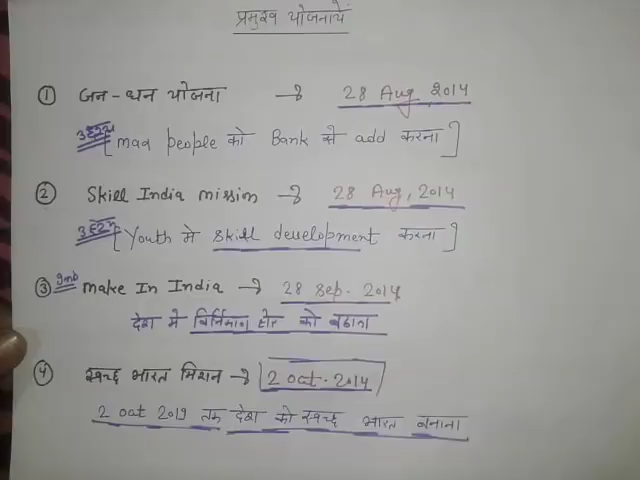 प्रमुख योजनायें
① जन-धन योजना → 28 Aug 2014
उद्देश्य [maa people को Bank से add करना]
② Skill India mission → 28 Aug, 2014
उद्देश्य [Youth मे skill development करना]
③ Imb make In India → 28 Sep. 2014
देश मे विनिर्माण को बढाना
④ स्वच्छ भारत मिशन → 2 oct. 2014
2 oct 2019 तक देश को स्वच्छ भारत बनाना